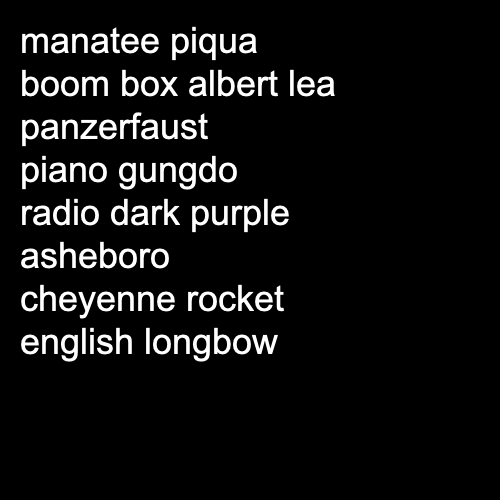 manatee piqua
boom box albert lea
panzerfaust
piano gungdo
radio dark purple
asheboro
cheyenne rocket
english longbow